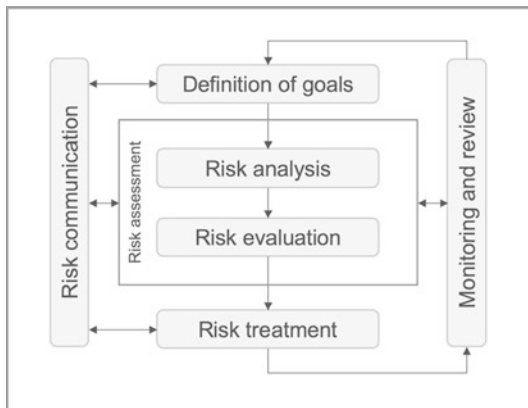 Definition of goals
Risk communication
Risk assessment
Risk analysis
Risk evaluation
Monitoring and review
Risk treatment